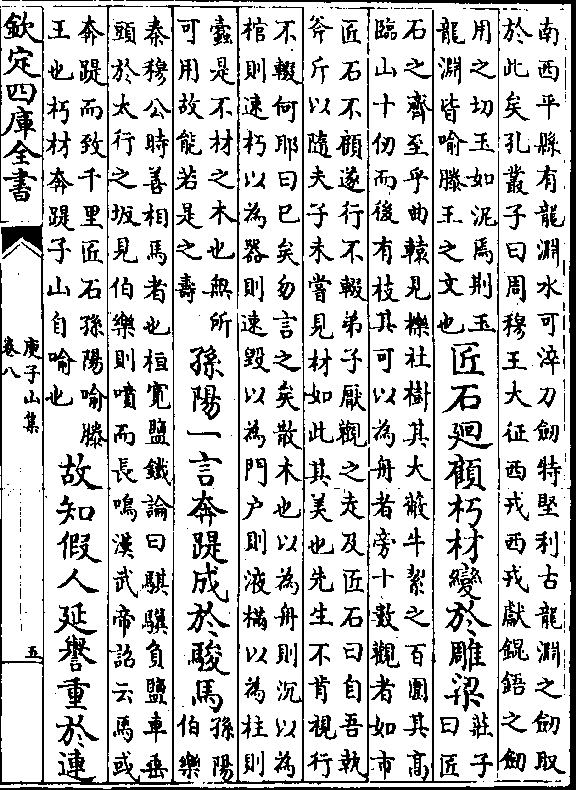 南西平縣有龍淵水可淬刀劒特堅利古龍淵之劒取
於此矣孔叢子曰周穆王大征西戎西戎獻錕鋙之劒
用之切玉如泥焉荆玉
龍淵皆喻滕王之文也
匠石迴顧朽材變於雕梁
莊子
曰匠
石之齊至乎曲轅見櫟社樹其大蔽牛絜之百圍其高
臨山十仞而後有枝其可以為舟者旁十數觀者如市
匠石不顧遂行不輟弟子厭觀之走及匠石曰自吾執
斧斤以隨夫子未嘗見材如此其美也先生不肯視行
不輟何耶曰已矣勿言之矣散木也以為舟則沉以為
棺則速朽以為器則速毀以為門户則液樠以為柱則
蠹是不材之木也無所
可用故能若是之壽
孫陽一言奔踶成於駿馬
孫陽
伯樂
秦穆公時善相馬者也桓寛鹽鐵論曰騏驥負鹽車垂
頭於太行之坂見伯樂則噴而長鳴漢武帝詔云馬或
奔踶而致千里匠石孫陽喻滕
王也朽材奔踶子山自喻也
故知假人延譽重於連
欽定四庫全書
庾子山集
卷八
五